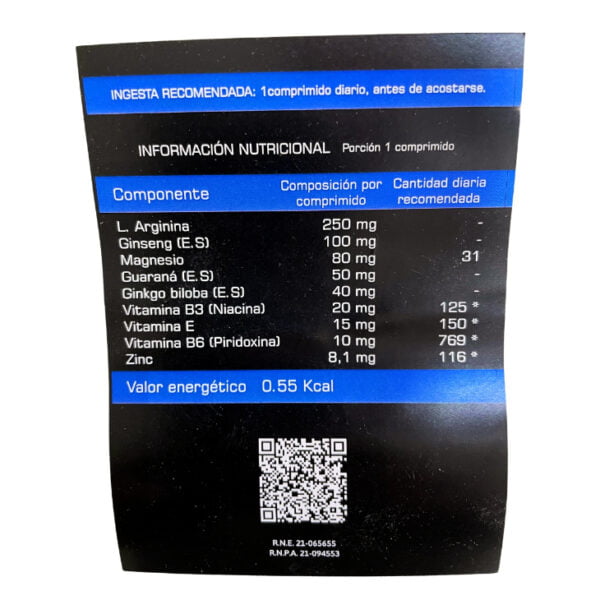 INGESTA RECOMENDADA: 1comprimido diario, antes de acostarse.
INFORMACIÓN NUTRICIONAL Porción 1 comprimido
Componente Composición por comprimido Cantidad diaria recomendada
L. Arginina 250 mg -
Ginseng (E.S) 100 mg -
Magnesio 80 mg 31
Guaraná (E.S) 50 mg -
Ginkgo biloba (E.S) 40 mg -
Vitamina B3 (Niacina) 20 mg 125 *
Vitamina E 15 mg 150 *
Vitamina B6 (Piridoxina) 10 mg 769 *
Zinc 8,1 mg 116 *
Valor energético 0.55 Kcal
R.N.E. 21-065655
R.N.P.A. 21-094553